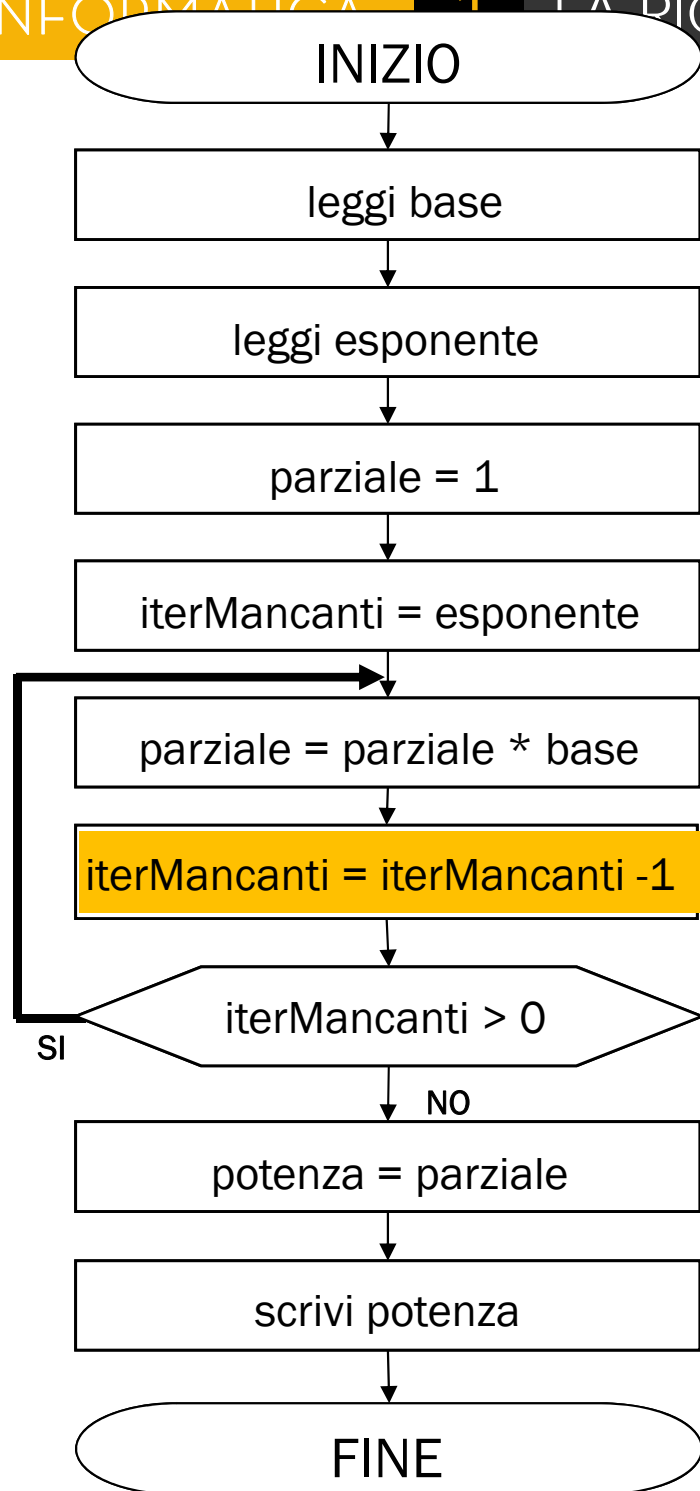 INIZIO
leggi base
leggi esponente
parziale = 1
iterMancanti = esponente
parziale = parziale * base
iterMancanti = iterMancanti -1
iterMancanti > 0
SI
NO
potenza = parziale
scrivi potenza
FINE